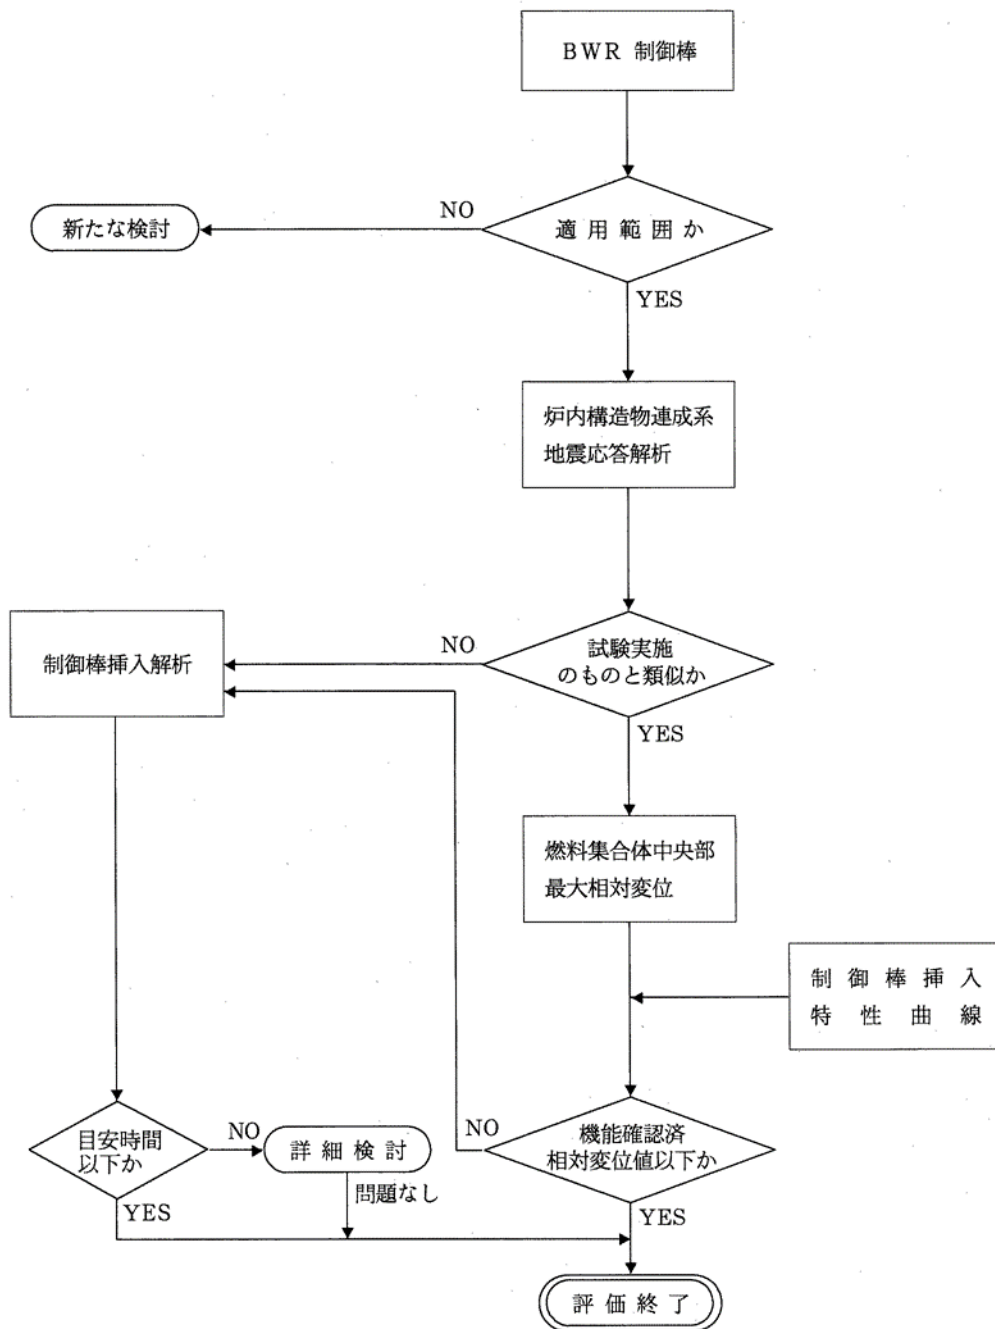 BWR 制御棒
適用範囲か
NO
新たな検討
YES
炉内構造物連成系
地震応答解析
試験実施
のものと類似か
NO
制御棒挿入解析
YES
燃料集合体中央部
最大相対変位
制御棒挿入
特性曲線
機能確認済
相対変位値以下か
NO
目安時間
以下か
NO
詳細検討
問題なし
YES
YES
評価終了